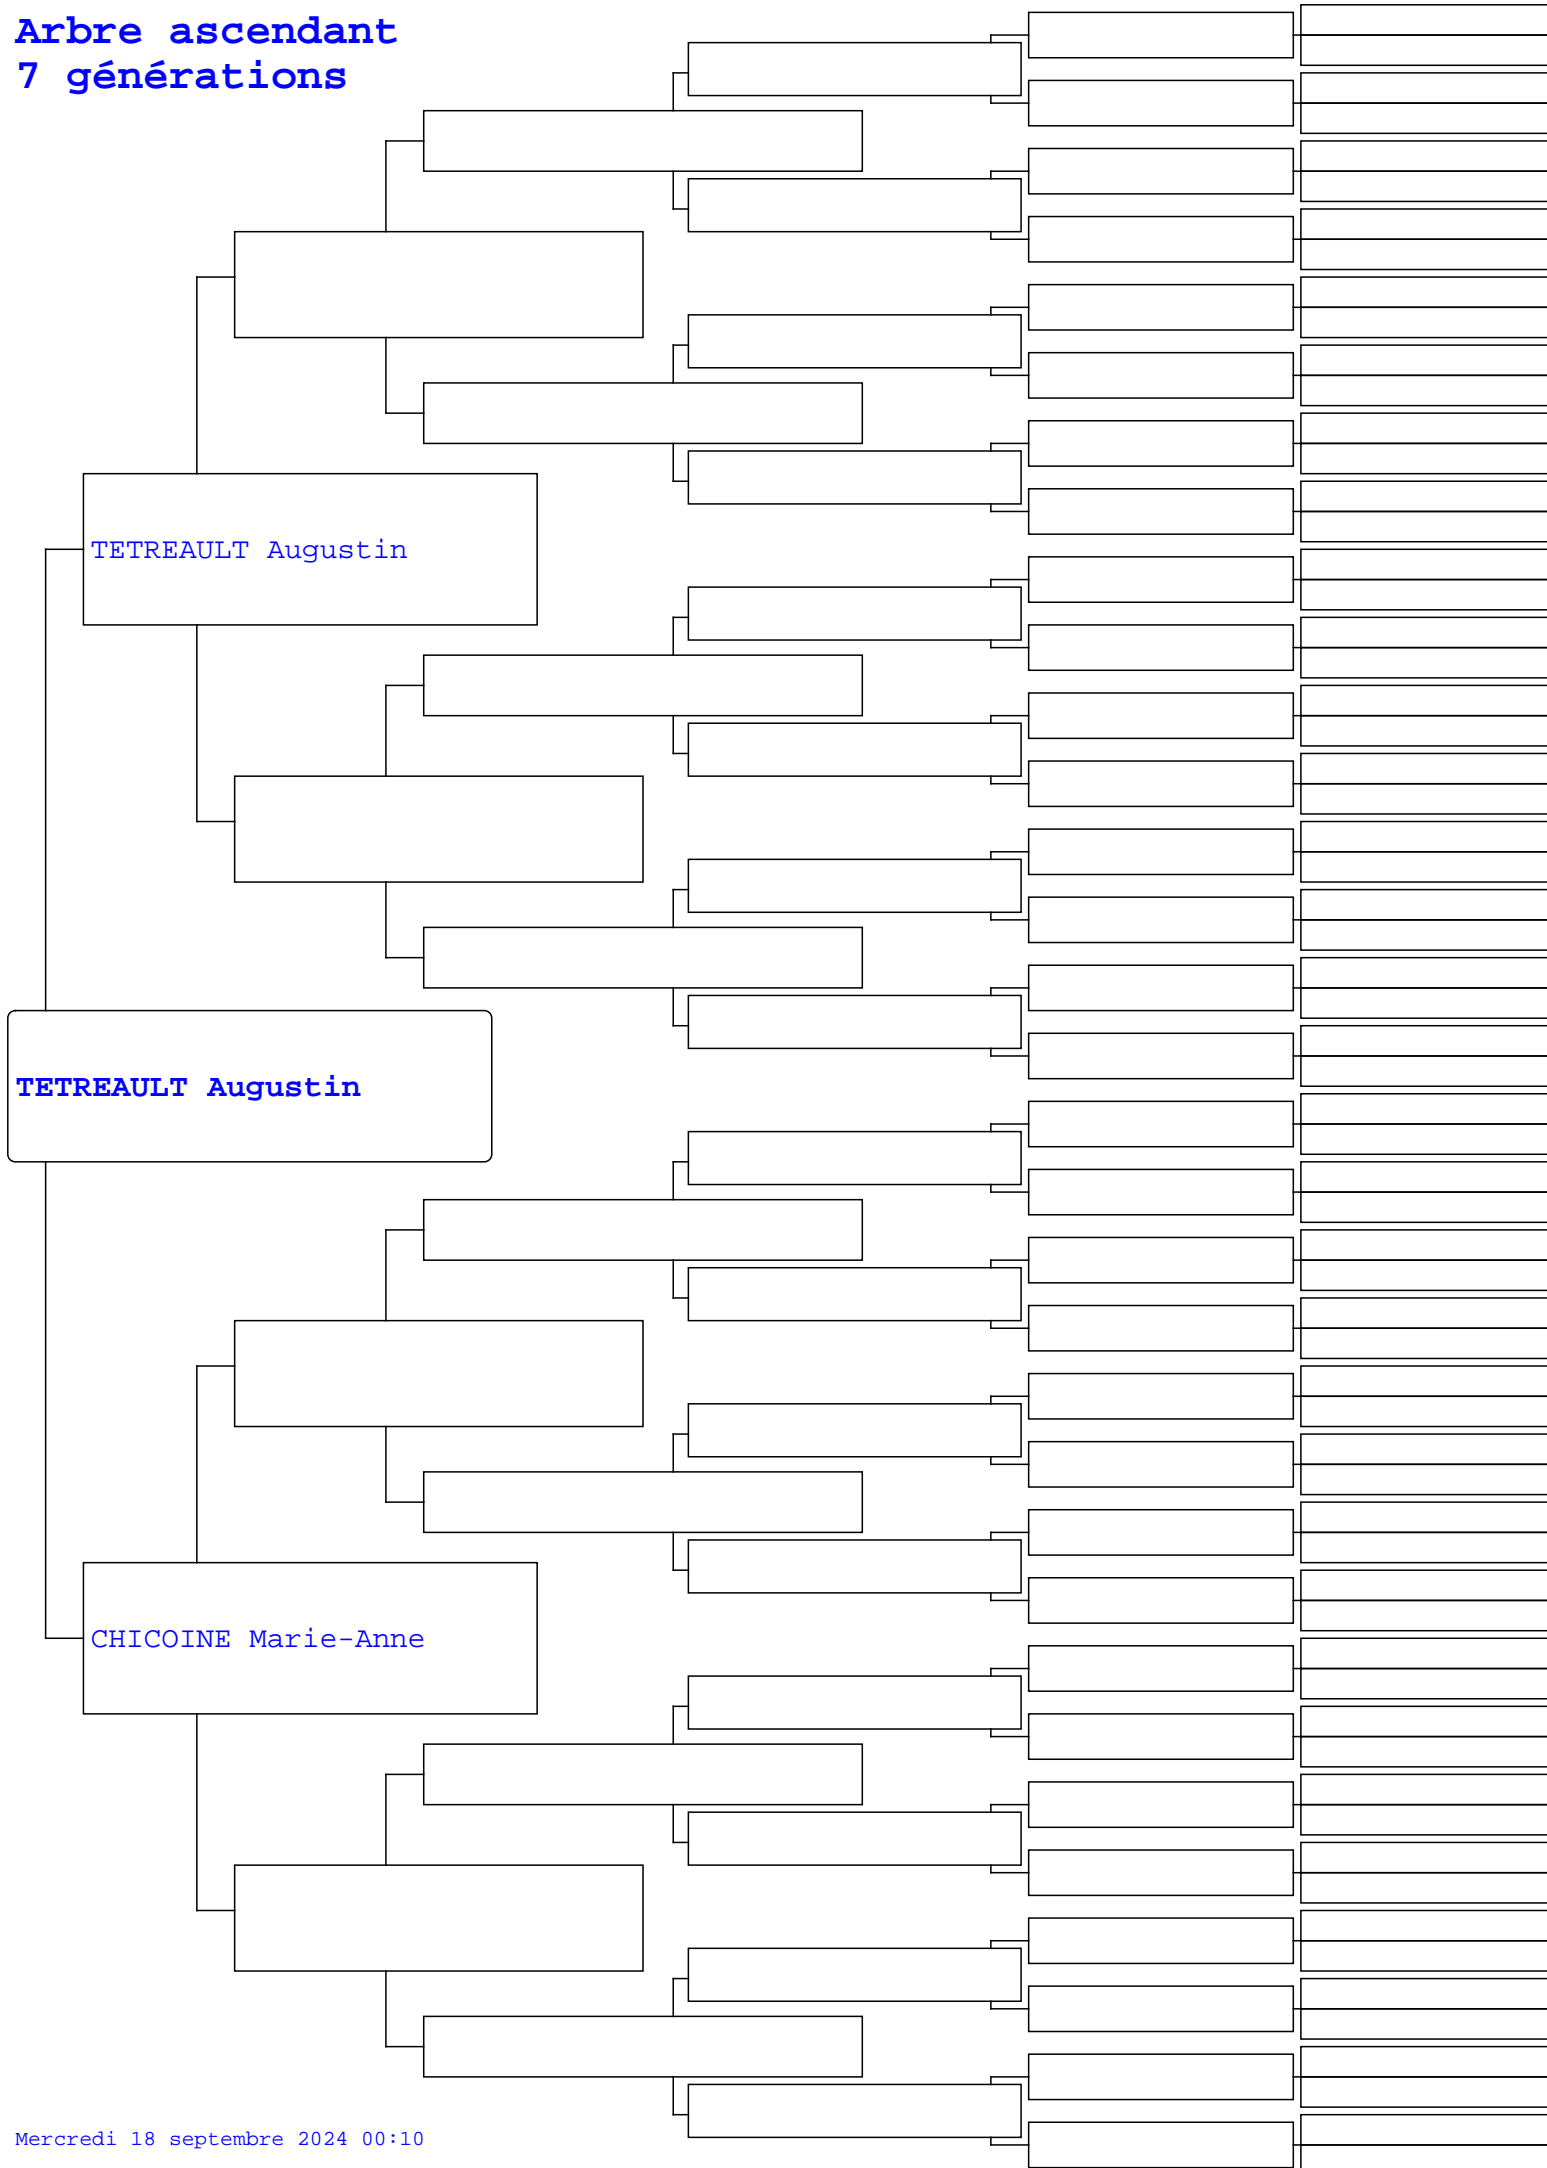 Arbre ascendant
7 générations
TETREAULT Augustin
TETREAULT Augustin
CHICOINE Marie-Anne
Mercredi 18 septembre 2024 00:10